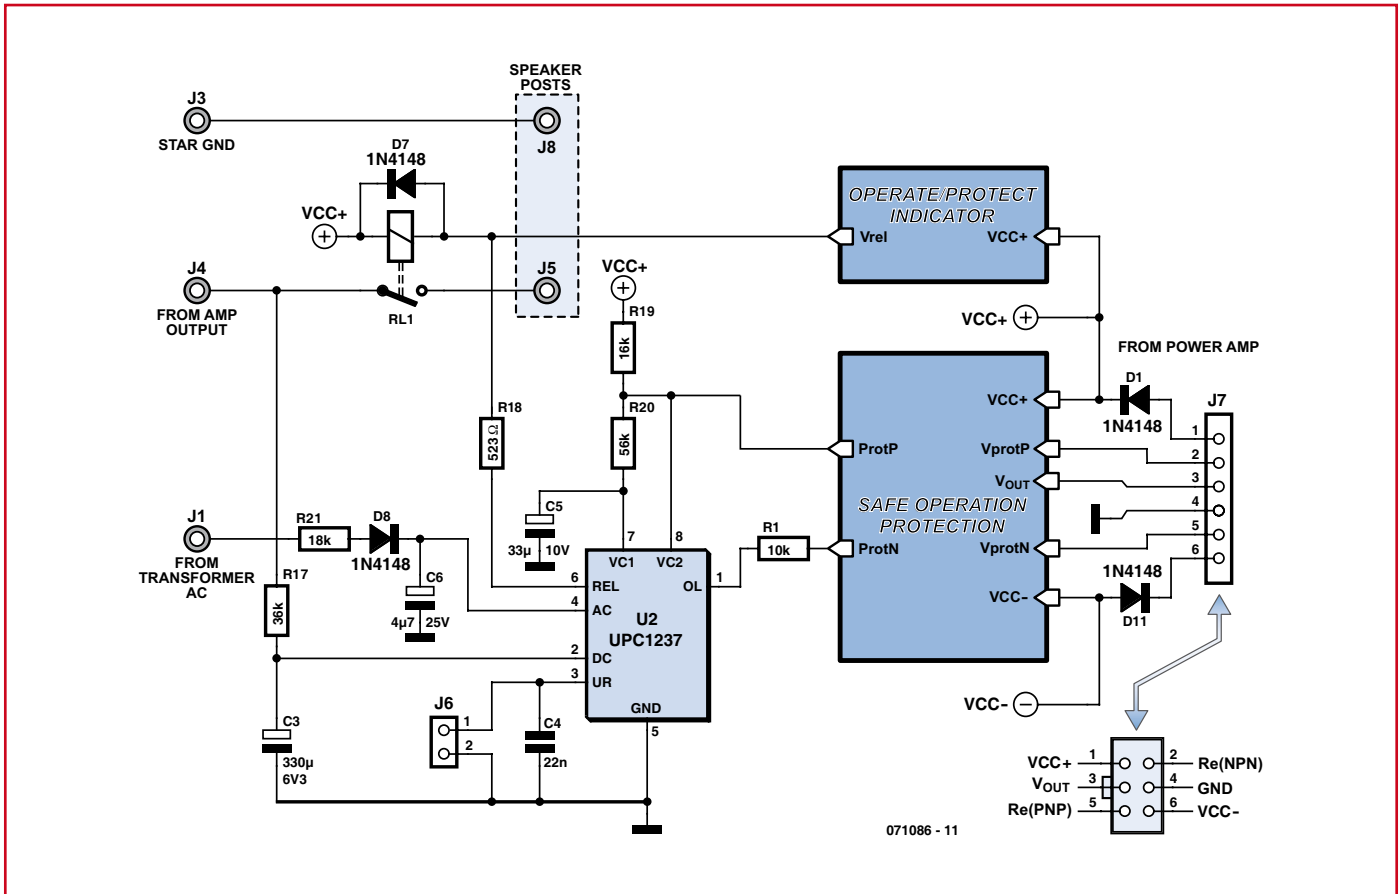 J3
STAR GND
SPEAKER
POSTS
J8
D7
1N4148
VCC+
J4
FROM AMP
OUTPUT
RL1
J5
OPERATE/PROTECT
INDICATOR
Vrel
VCC+
VCC+
R19
16k
R20
56k
VCC+
FROM POWER AMP
D1
1N4148
J7
1
2
3
4
5
6
VCC+
VprotP
VOUT
VprotN
VCC-
ProtP
ProtN
SAFE OPERATION
PROTECTION
R18
523Ω
J1
FROM
TRANSFORMER
AC
R21
18k
D8
1N4148
C6
4µ7
25V
C5
33µ
10V
R1
10k
R17
36k
7
8
VC1
VC2
6
REL
OL
1
4
AC
U2
UPC1237
2
DC
3
UR
GND
5
1N4148
D11
VCC-
C3
330µ
6V3
J6
1
2
C4
22n
VCC+
1
2
Re(NPN)
VOUT
3
4
GND
Re(PNP)
5
6
VCC-
071086 - 11